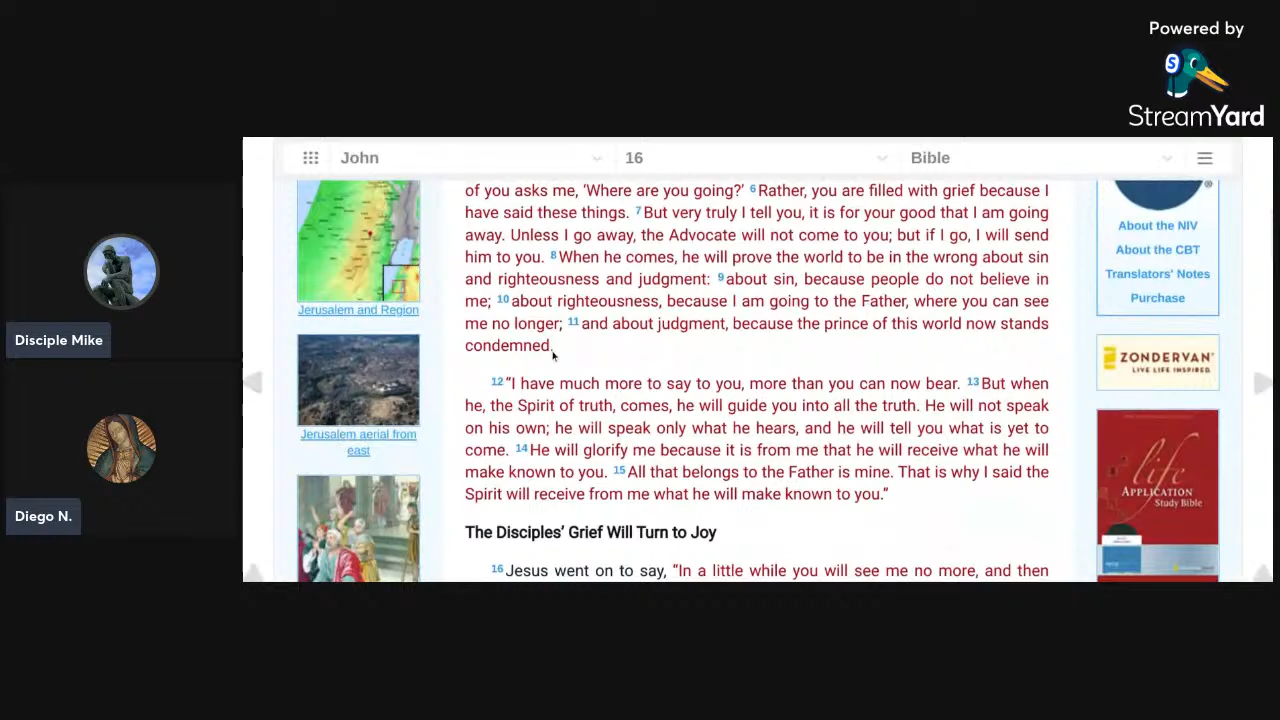 Powered by
StreamYard
John
16
Bible
of you asks me, ‘Where are you going?’ 6 Rather, you are filled with grief because I
have said these things. 7 But very truly I tell you, it is for your good that I am going
away. Unless I go away, the Advocate will not come to you; but if I go, I will send
him to you. 8 When he comes, he will prove the world to be in the wrong about sin
and righteousness and judgment: 9 about sin, because people do not believe in
me; 10 about righteousness, because I am going to the Father, where you can see
me no longer; 11 and about judgment, because the prince of this world now stands
condemned.
12 “I have much more to say to you, more than you can now bear. 13 But when
he, the Spirit of truth, comes, he will guide you into all the truth. He will not speak
on his own; he will speak only what he hears, and he will tell you what is yet to
come. 14 He will glorify me because it is from me that he will receive what he will
make known to you. 15 All that belongs to the Father is mine. That is why I said the
Spirit will receive from me what he will make known to you.”
The Disciples’ Grief Will Turn to Joy
16 Jesus went on to say, “In a little while you will see me no more, and then
Jerusalem and Region
Jerusalem aerial from
east
About the NIV
About the CBT
Translators' Notes
Purchase
ZONDERVAN
LIVE LIFE INSPIRED
life
APPLICATION
Study Bible
Disciple Mike
Diego N.